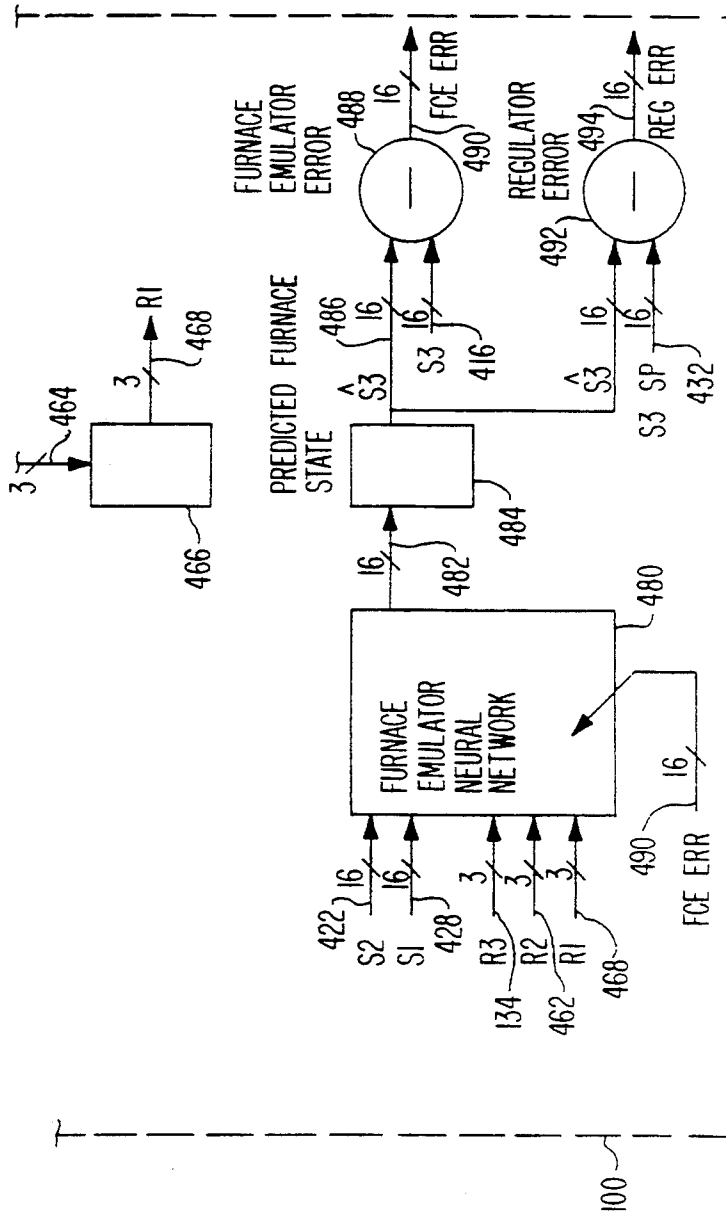 3
464
466
3
468
R1
PREDICTED FURNACE
STATE
FURNACE
EMULATOR
ERROR
488
16
FCE ERR
490
Ŝ3
16
486
16
S3
416
REGULATOR
ERROR
492
16
494
REG ERR
16
Ŝ3
16
S3 SP
432
484
16
482
480
FURNACE
EMULATOR
NEURAL
NETWORK
422
16
S2
16
S1
428
3
R3
134
3
R2
462
3
R1
468
490
16
FCE ERR
100